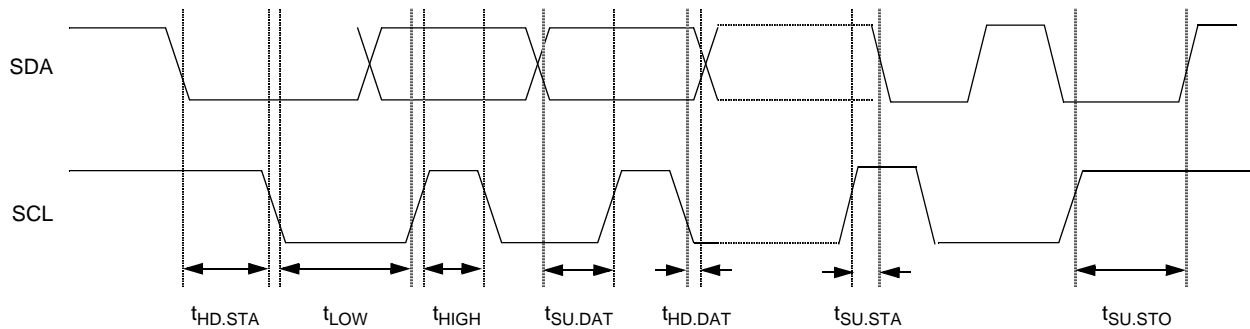 SDA
SCL
tHD.STA tLOW tHIGH tSU.DAT tHD.DAT tSU.STA tSU.STO